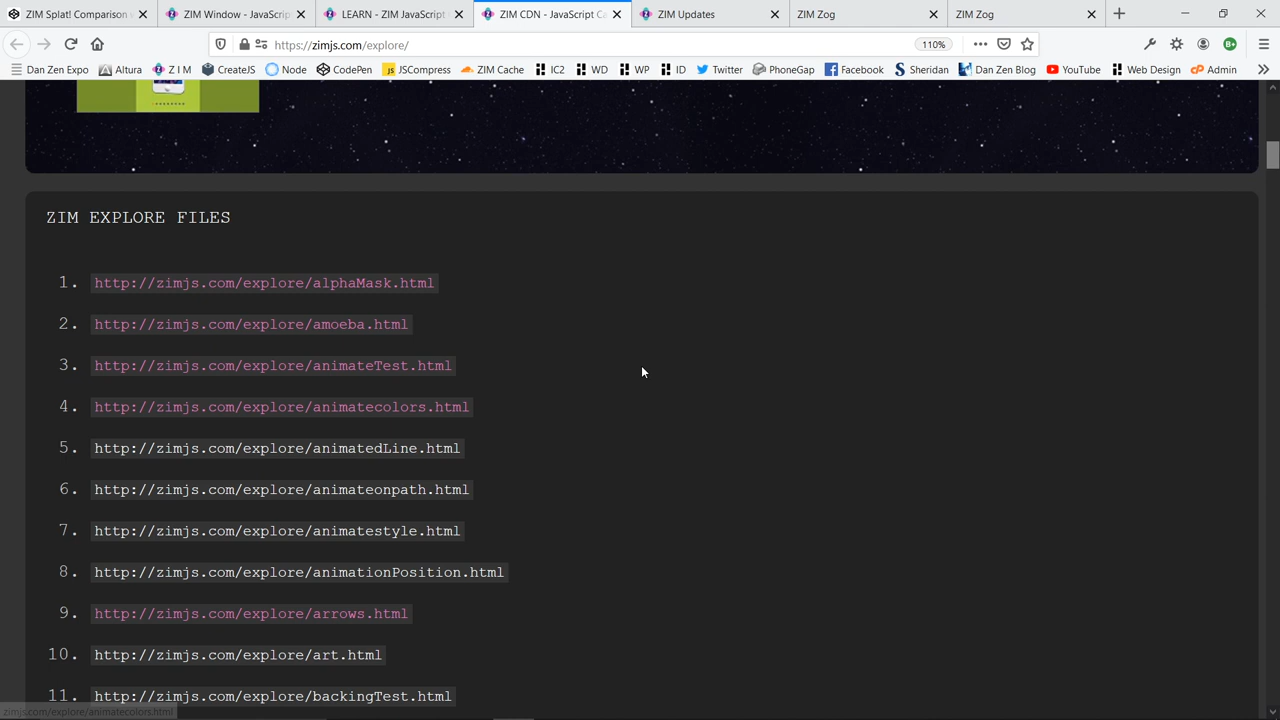 ZIM Splat! Comparison
ZIM Window - JavaScrip
LEARN - ZIM JavaScript
ZIM CDN - JavaScript Ca
ZIM Updates
ZIM Zog
ZIM Zog
https://zimjs.com/explore/
110%
Dan Zen Expo
Altura
Z I M
CreateJS
Node
CodePen
JSCompress
ZIM Cache
IC2
WD
WP
ID
Twitter
PhoneGap
Facebook
Sheridan
Dan Zen Blog
YouTube
Web Design
Admin
ZIM EXPLORE FILES
1. http://zimjs.com/explore/alphaMask.html
2. http://zimjs.com/explore/amoeba.html
3. http://zimjs.com/explore/animateTest.html
4. http://zimjs.com/explore/animatecolors.html
5. http://zimjs.com/explore/animatedLine.html
6. http://zimjs.com/explore/animateonpath.html
7. http://zimjs.com/explore/animatestyle.html
8. http://zimjs.com/explore/animationPosition.html
9. http://zimjs.com/explore/arrows.html
10. http://zimjs.com/explore/art.html
11. http://zimjs.com/explore/backingTest.html
zimjs.com/explore/animatecolors.html